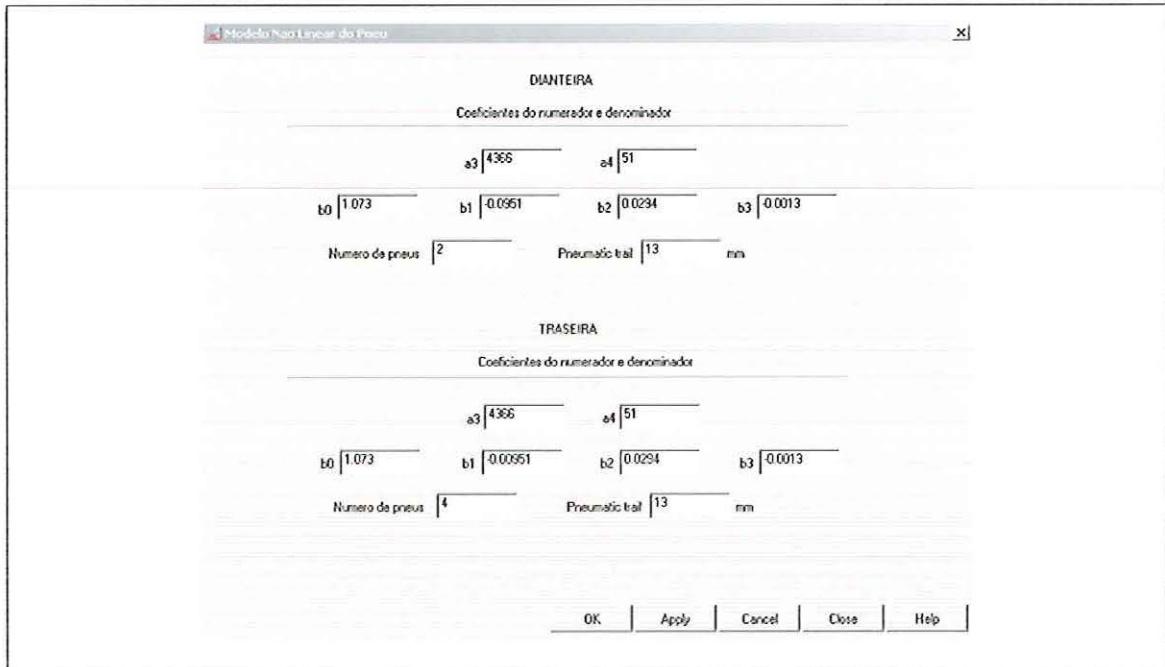 Modelo Nao Linear do Pneu
DIANTEIRA
Coeficientes do numerador e denominador
a3 4366 a4 51
b0 1.073 b1 -0.0951 b2 0.0294 b3 -0.0013
Numero de pneus 2 Pneumatic trail 13 mm
TRASEIRA
Coeficientes do numerador e denominador
a3 4366 a4 51
b0 1.073 b1 -0.00951 b2 0.0294 b3 -0.0013
Numero de pneus 4 Pneumatic trail 13 mm
OK Apply Cancel Close Help